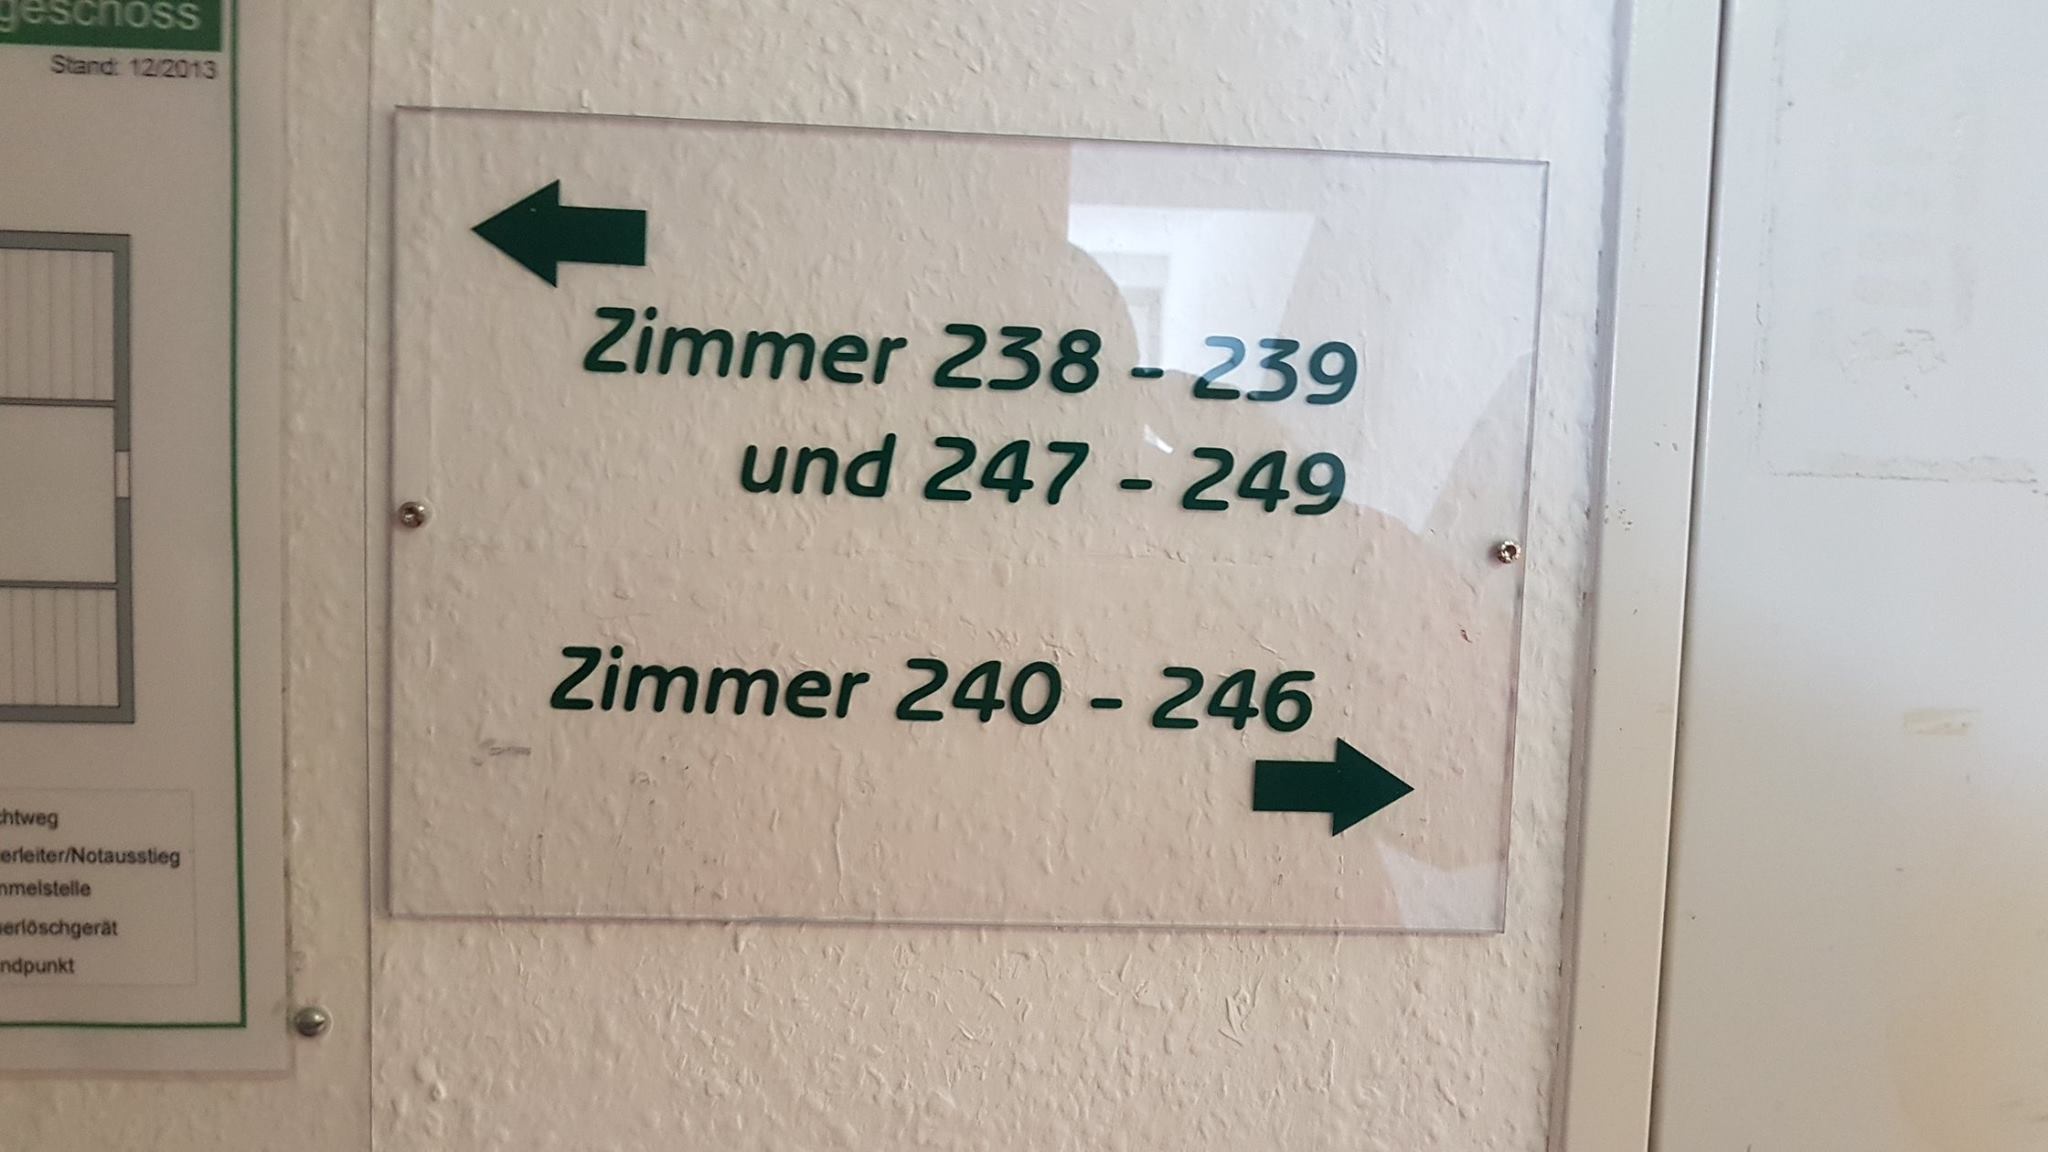 geschoss
Stand: 12/2013
Zimmer 238 - 239
und 247 - 249
Zimmer 240 - 246
chtweg
erleiter/Notausstieg
nmelstelle
erlöschgerät
ndpunkt